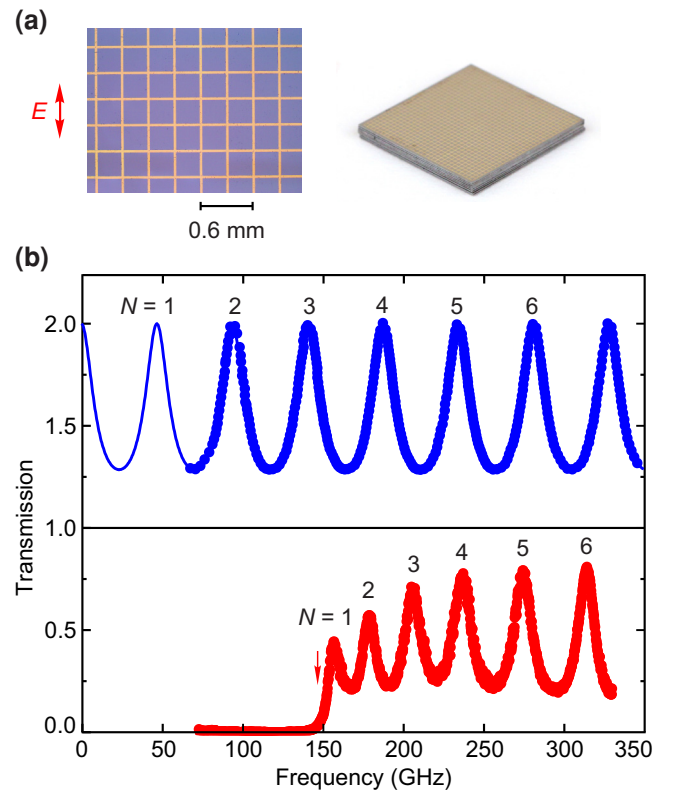 (a)
E
0.6 mm
(b)
N = 1 2 3 4 5 6
2.0
1.5
1.0
0.5
0.0
Transmission
N = 1 2 3 4 5 6
0 50 100 150 200 250 300 350
Frequency (GHz)